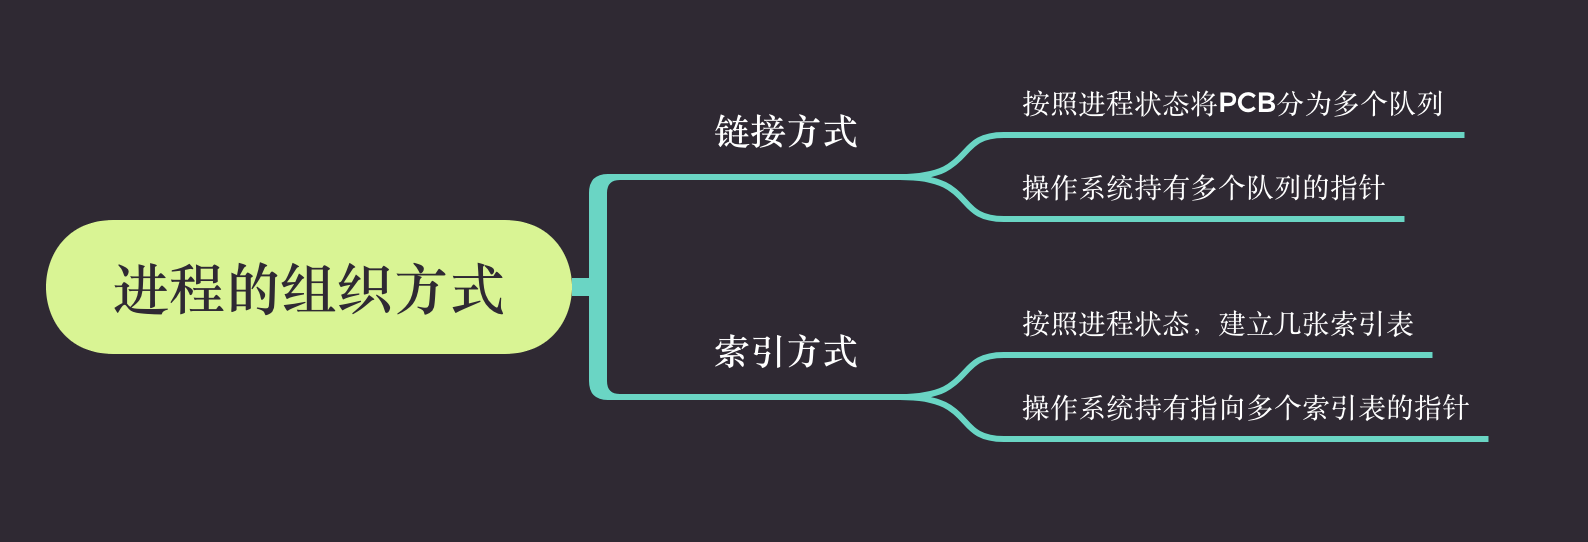 进程的组织方式
链接方式
按照进程状态将PCB分为多个队列
操作系统持有多个队列的指针
索引方式
按照进程状态，建立几张索引表
操作系统持有指向多个索引表的指针